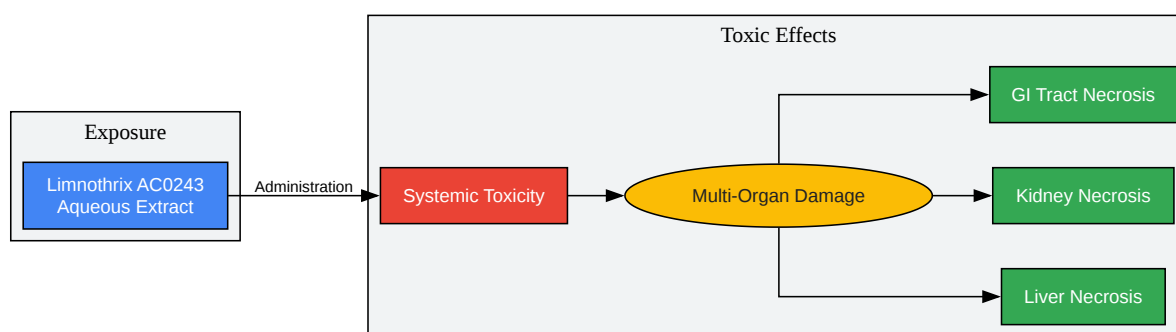 Toxic Effects
GI Tract Necrosis
Exposure
Limnothrix AC0243
Aqueous Extract
Administration
Systemic Toxicity
Multi-Organ Damage
Kidney Necrosis
Liver Necrosis